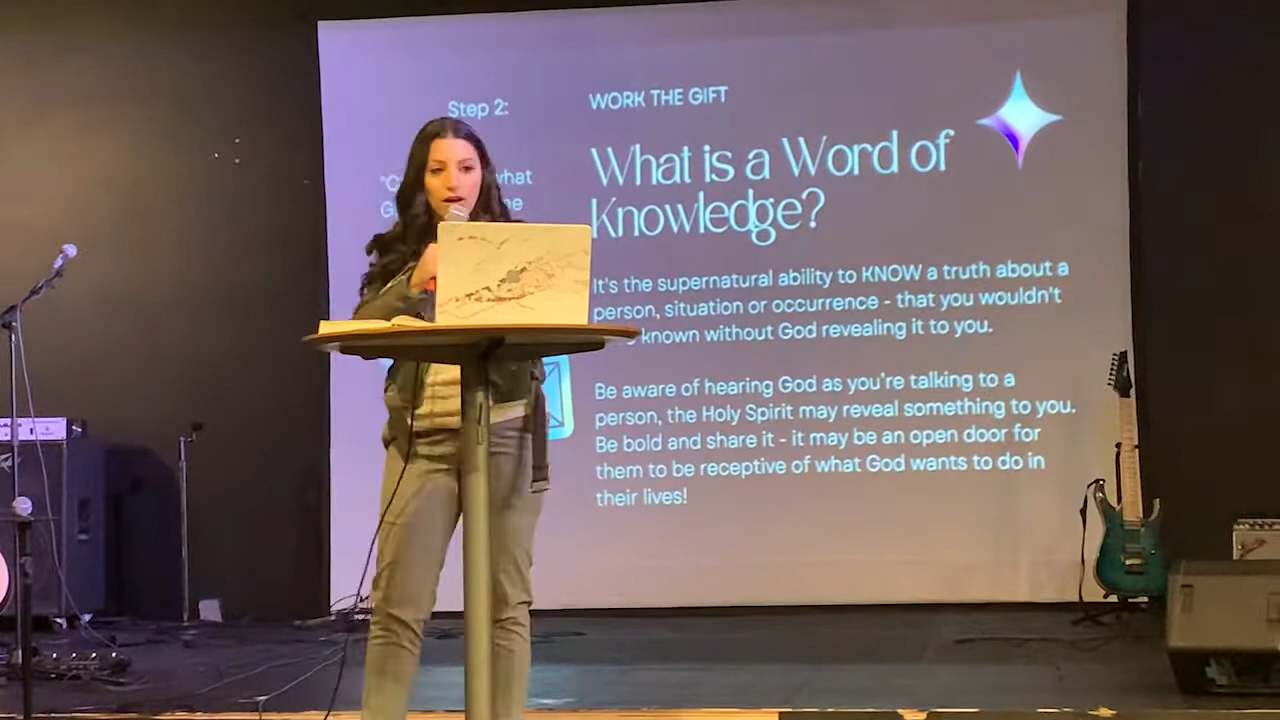 Step 2:
what
WORK THE GIFT
What is a Word of
Knowledge?
It's the supernatural ability to KNOW a truth about a
person, situation or occurrence - that you wouldn't
known without God revealing it to you.
Be aware of hearing God as you're talking to a
person, the Holy Spirit may reveal something to you.
Be bold and share it - it may be an open door for
them to be receptive of what God wants to do in
their lives!